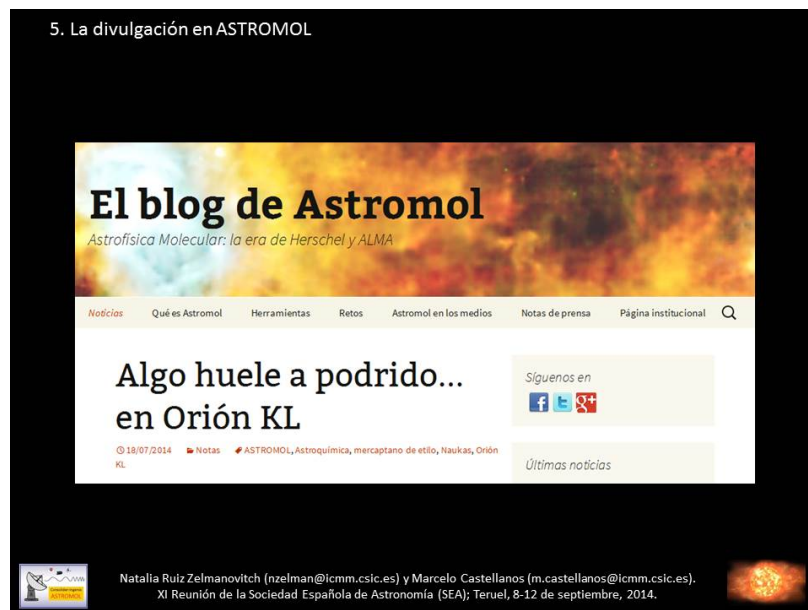 5. La divulgación en ASTROMOL
El blog de Astromol
Astrofísica Molecular: la era de Herschel y ALMA
Noticias Qué es Astromol Herramientas Retos Astromol en los medios Notas de prensa Página institucional
Algo huele a podrido...
en Orión KL
18/07/2014 Notas ASTROMOL, Astroquímica, mercaptano de etilo, Naukas, Orión
KL
Síguenos en
Últimas noticias
ASTROMOL
Natalia Ruiz Zelmanovitch (nzelman@icmm.csic.es) y Marcelo Castellanos (m.castellanos@icmm.csic.es).
XI Reunión de la Sociedad Española de Astronomía (SEA); Teruel, 8-12 de septiembre, 2014.